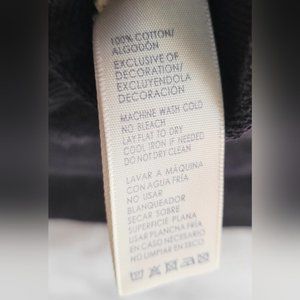 100% COTTON/
ALGODÓN
EXCLUSIVE OF
DECORATION/
EXCLUYENDOLA
DECORACIÓN
MACHINE WASH COLD
NO BLEACH
LAY FLAT TO DRY
COOL IRON IF NEEDED
DO NOT DRY CLEAN
LAVAR A MÁQUINA
CON AGUA FRÍA
NO USAR
BLANQUEADOR
SECAR SOBRE
SUPERFICIE PLANA
USAR PLANCHA FRÍA
EN CASO NECESARIO
NO LIMPIAR EN SECO